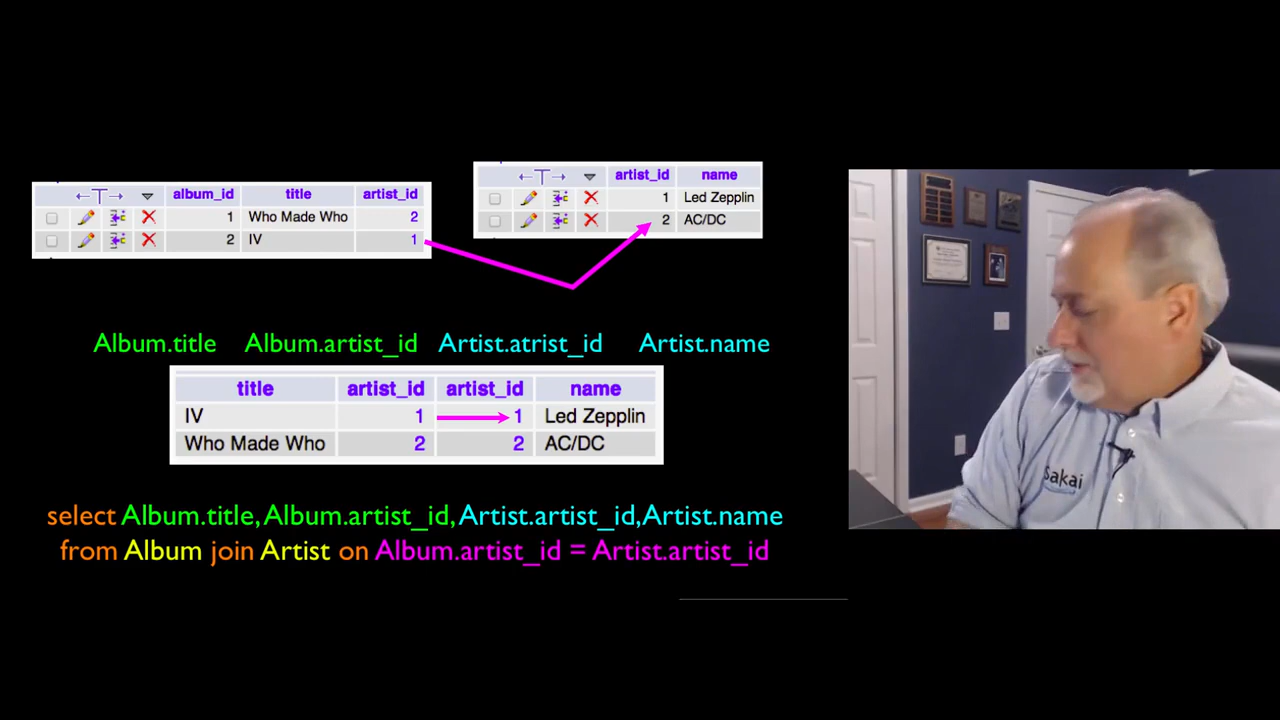 album_id title artist_id
1 Who Made Who 2
2 IV 1
artist_id name
1 Led Zepplin
2 AC/DC
Album.title Album.artist_id Artist.atrist_id Artist.name
title artist_id artist_id name
IV 1 1 Led Zepplin
Who Made Who 2 2 AC/DC
select Album.title,Album.artist_id,Artist.artist_id,Artist.name
from Album join Artist on Album.artist_id = Artist.artist_id
Sakai